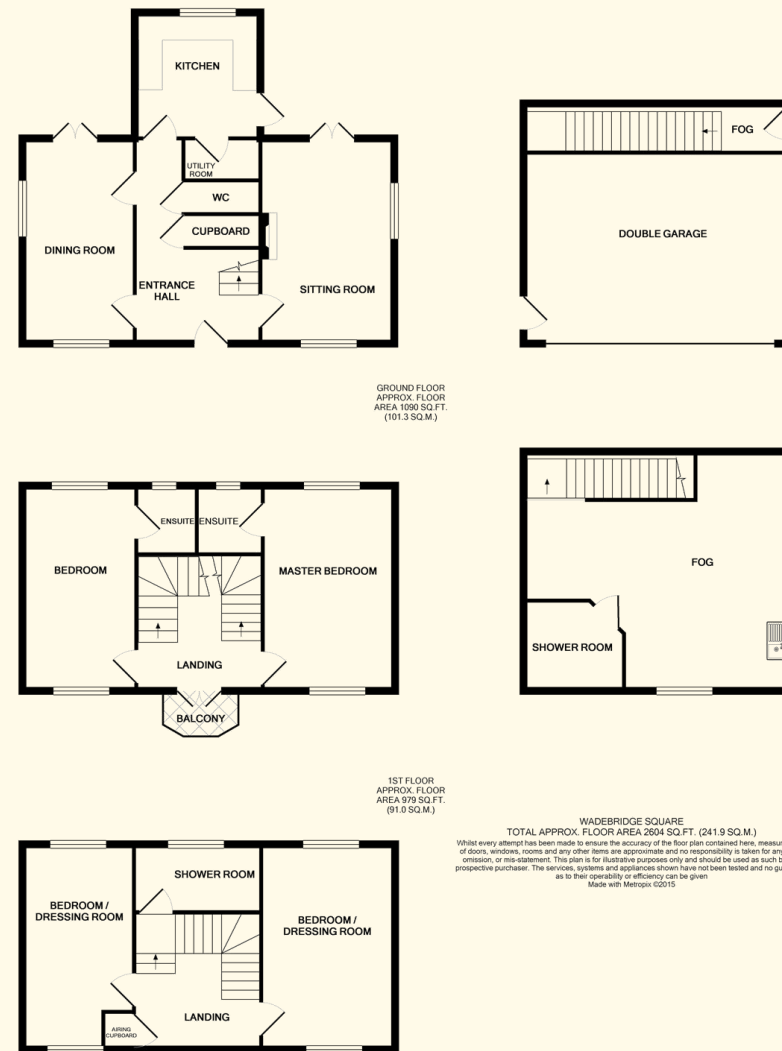 KITCHEN
UTILITY
ROOM
WC
CUPBOARD
DINING ROOM
ENTRANCE
HALL
SITTING ROOM
FOG
DOUBLE GARAGE
GROUND FLOOR
APPROX. FLOOR
AREA 1090 SQ.FT.
(101.3 SQ.M.)
BEDROOM
ENSUITE
ENSUITE
MASTER BEDROOM
LANDING
BALCONY
FOG
SHOWER ROOM
1ST FLOOR
APPROX. FLOOR
AREA 979 SQ.FT.
(91.0 SQ.M.)
WADEBRIDGE SQUARE
TOTAL APPROX. FLOOR AREA 2604 SQ.FT. (241.9 SQ.M.)
Whilst every attempt has been made to ensure the accuracy of the floor plan contained here,
of doors, windows, rooms and any other items are approximate and no responsibility is taken for any
omission, or mis-statement. This plan is for illustrative purposes only and should be used as such
prospective purchaser. The services, systems and appliances shown have not been tested and no
as to their operability or efficiency can be given
Made with Metropix ©2015
BEDROOM /
DRESSING ROOM
SHOWER ROOM
BEDROOM /
DRESSING ROOM
AIRING
CUPBOARD
LANDING